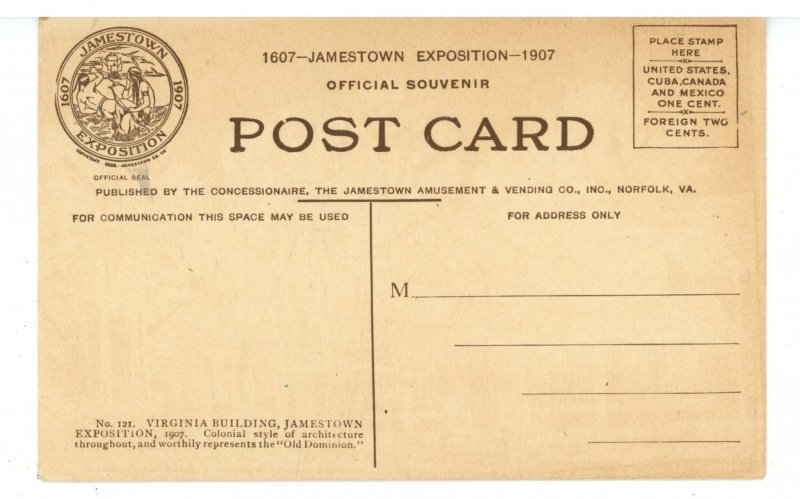 JAMESTOWN
1607 1907
EXPOSITION
OFFICIAL SEAL
1607—JAMESTOWN EXPOSITION—1907
OFFICIAL SOUVENIR
POST CARD
PLACE STAMP
HERE
UNITED STATES,
CUBA, CANADA
AND MEXICO
ONE CENT.
FOREIGN TWO
CENTS.
PUBLISHED BY THE CONCESSIONAIRE, THE JAMESTOWN AMUSEMENT & VENDING CO., INC., NORFOLK, VA.
FOR COMMUNICATION THIS SPACE MAY BE USED
FOR ADDRESS ONLY
M
No. 121. VIRGINIA BUILDING, JAMESTOWN
EXPOSITION, 1907. Colonial style of architecture
throughout, and worthily represents the "Old Dominion."